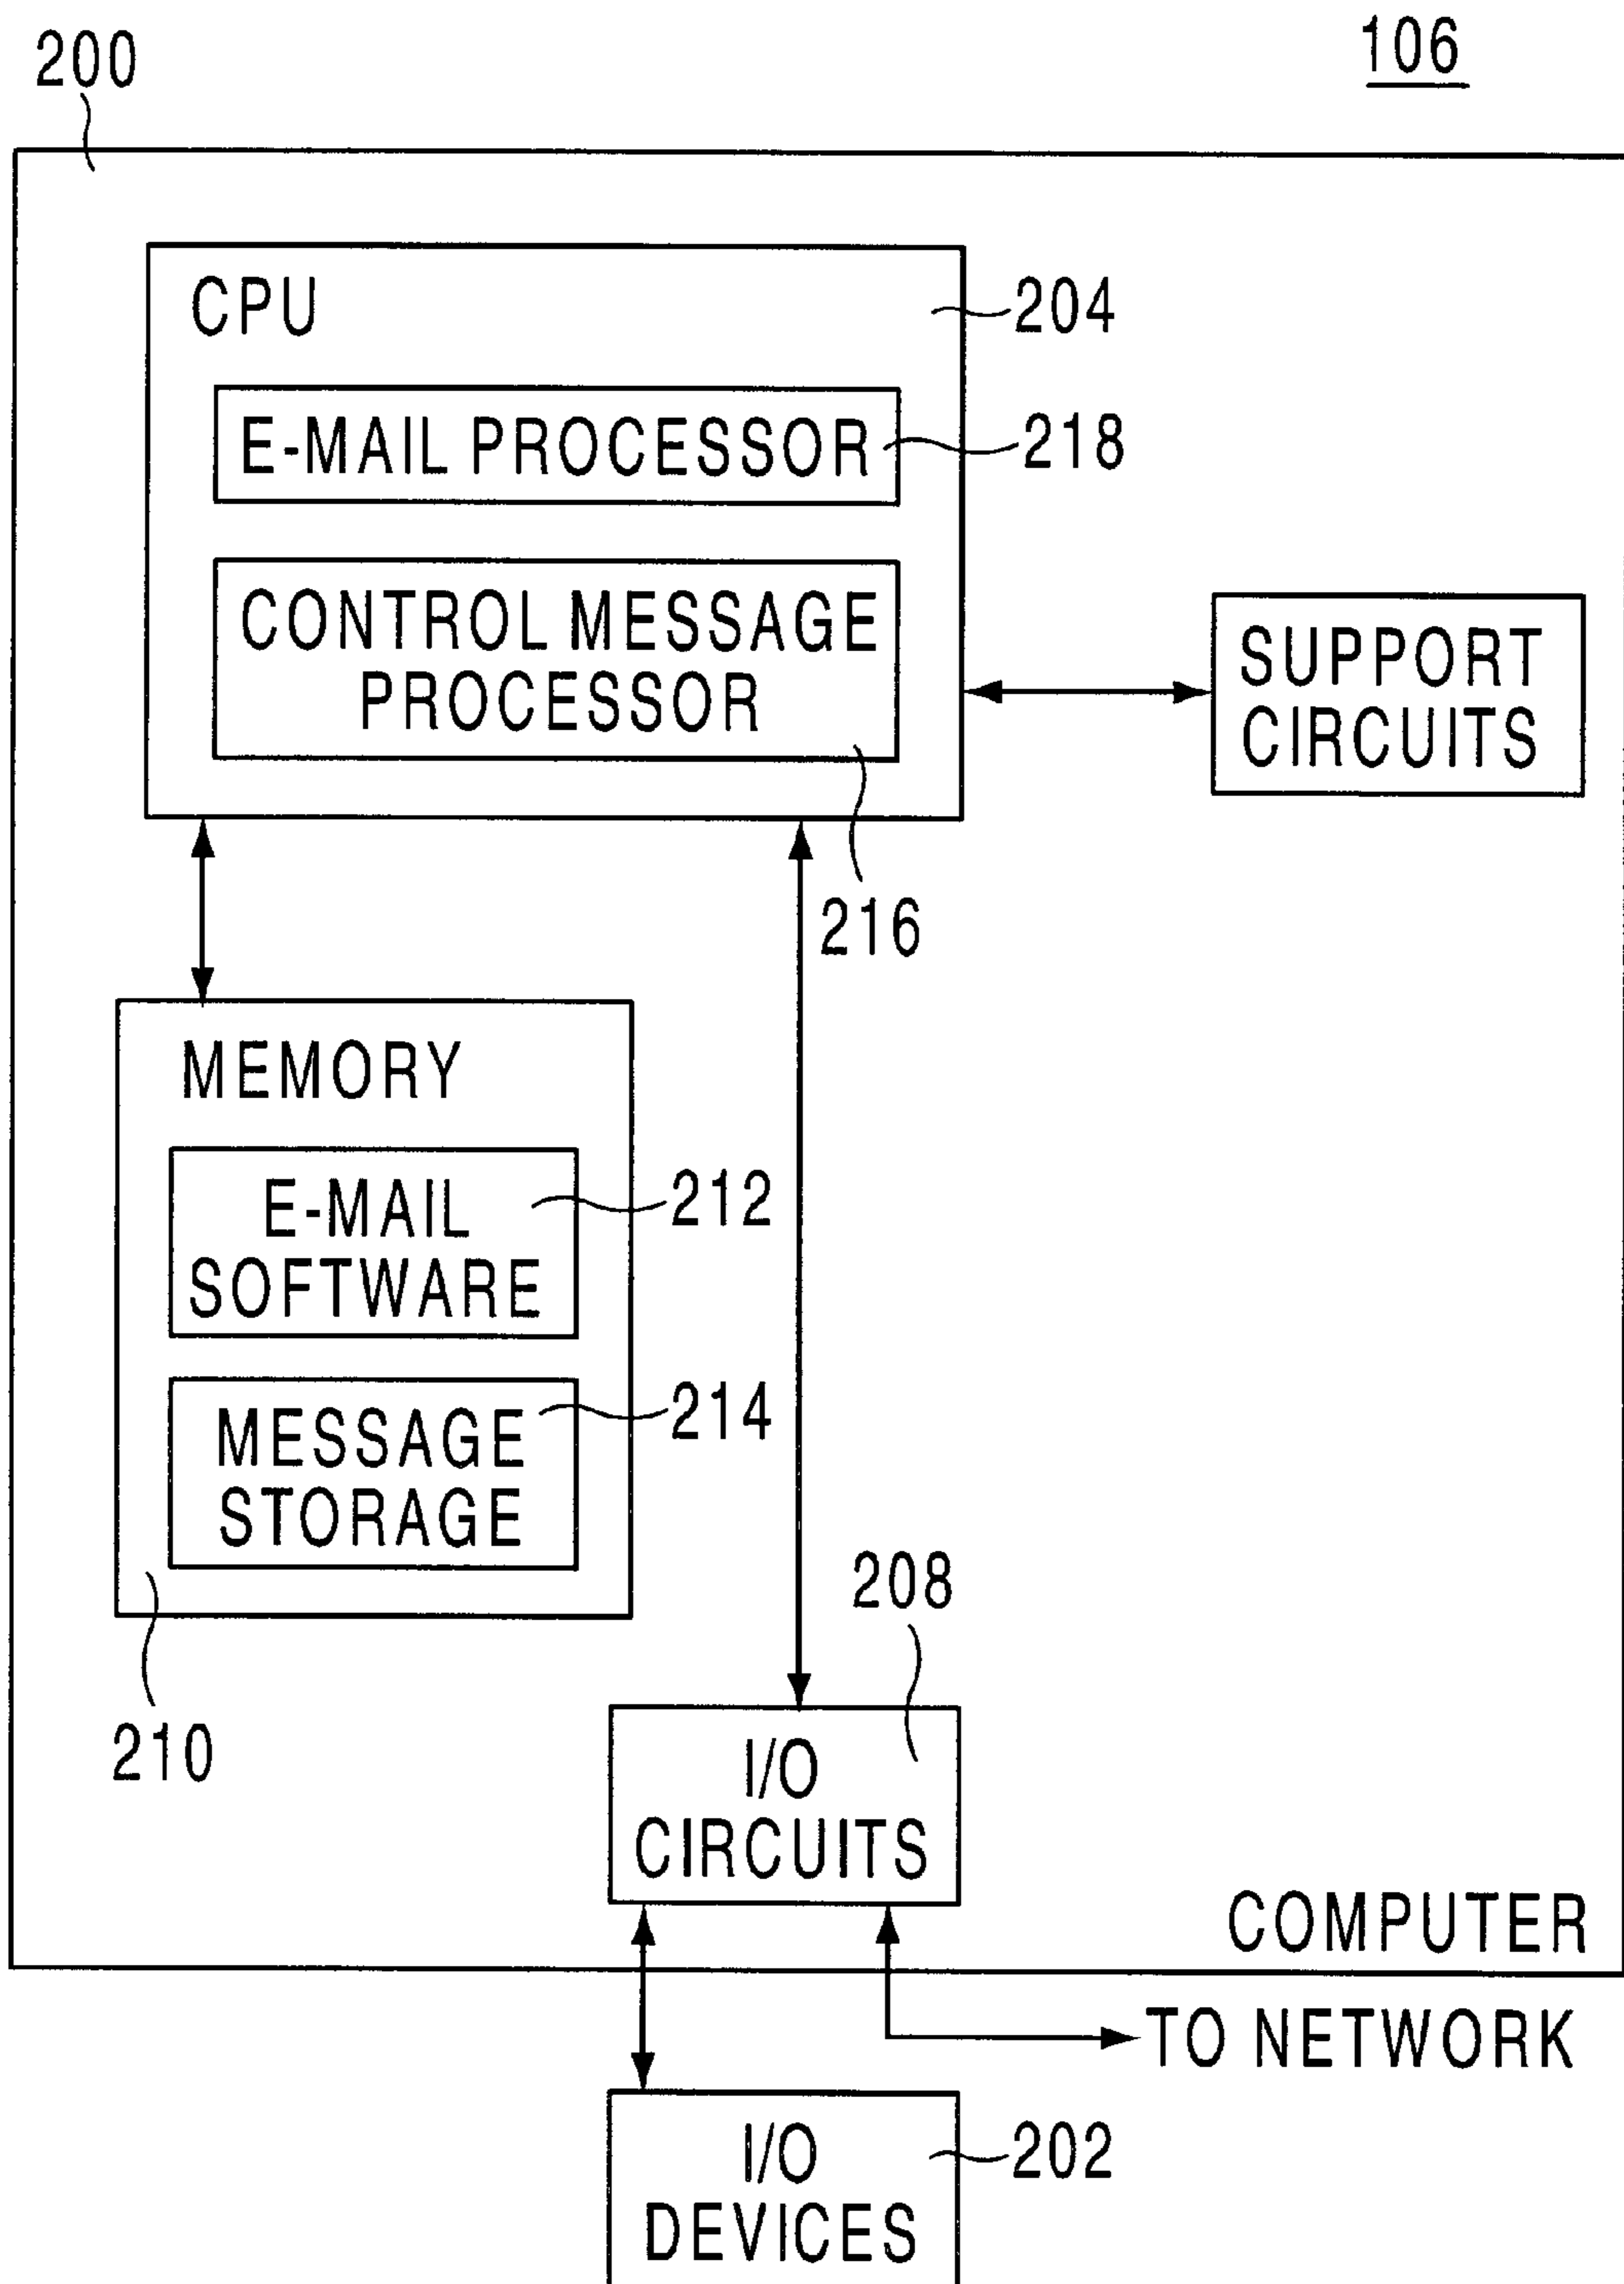 200
106
CPU
204
E-MAIL PROCESSOR
218
CONTROL MESSAGE
PROCESSOR
SUPPORT
CIRCUITS
216
MEMORY
E-MAIL
SOFTWARE
212
MESSAGE
STORAGE
214
210
208
I/O
CIRCUITS
COMPUTER
TO NETWORK
I/O
DEVICES
202